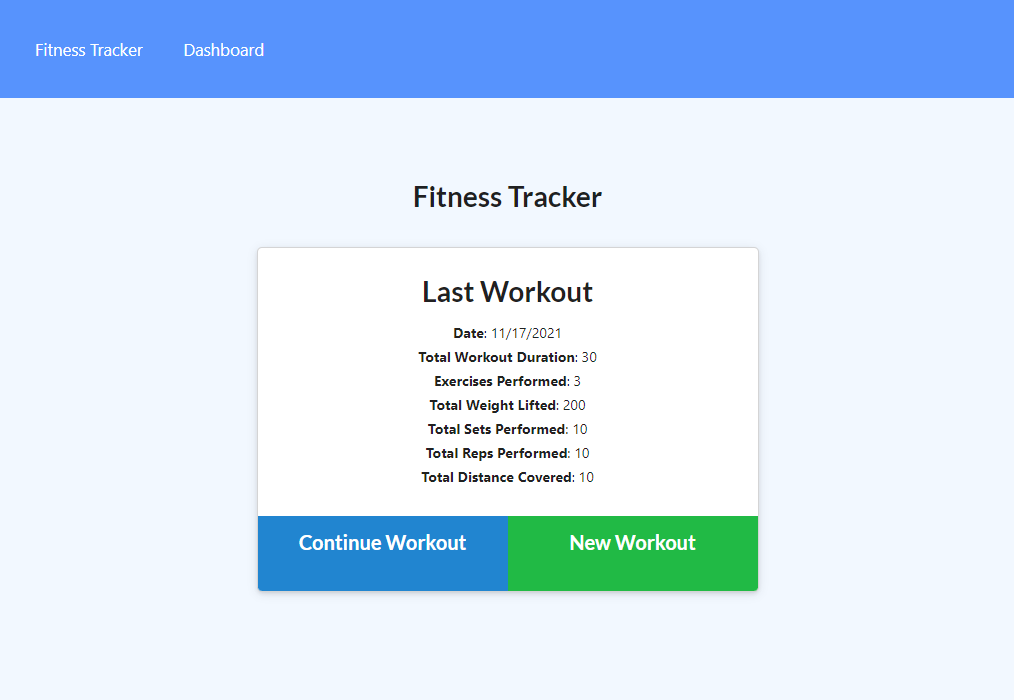 Fitness Tracker Dashboard
Fitness Tracker
Last Workout
Date: 11/17/2021
Total Workout Duration: 30
Exercises Performed: 3
Total Weight Lifted: 200
Total Sets Performed: 10
Total Reps Performed: 10
Total Distance Covered: 10
Continue Workout New Workout